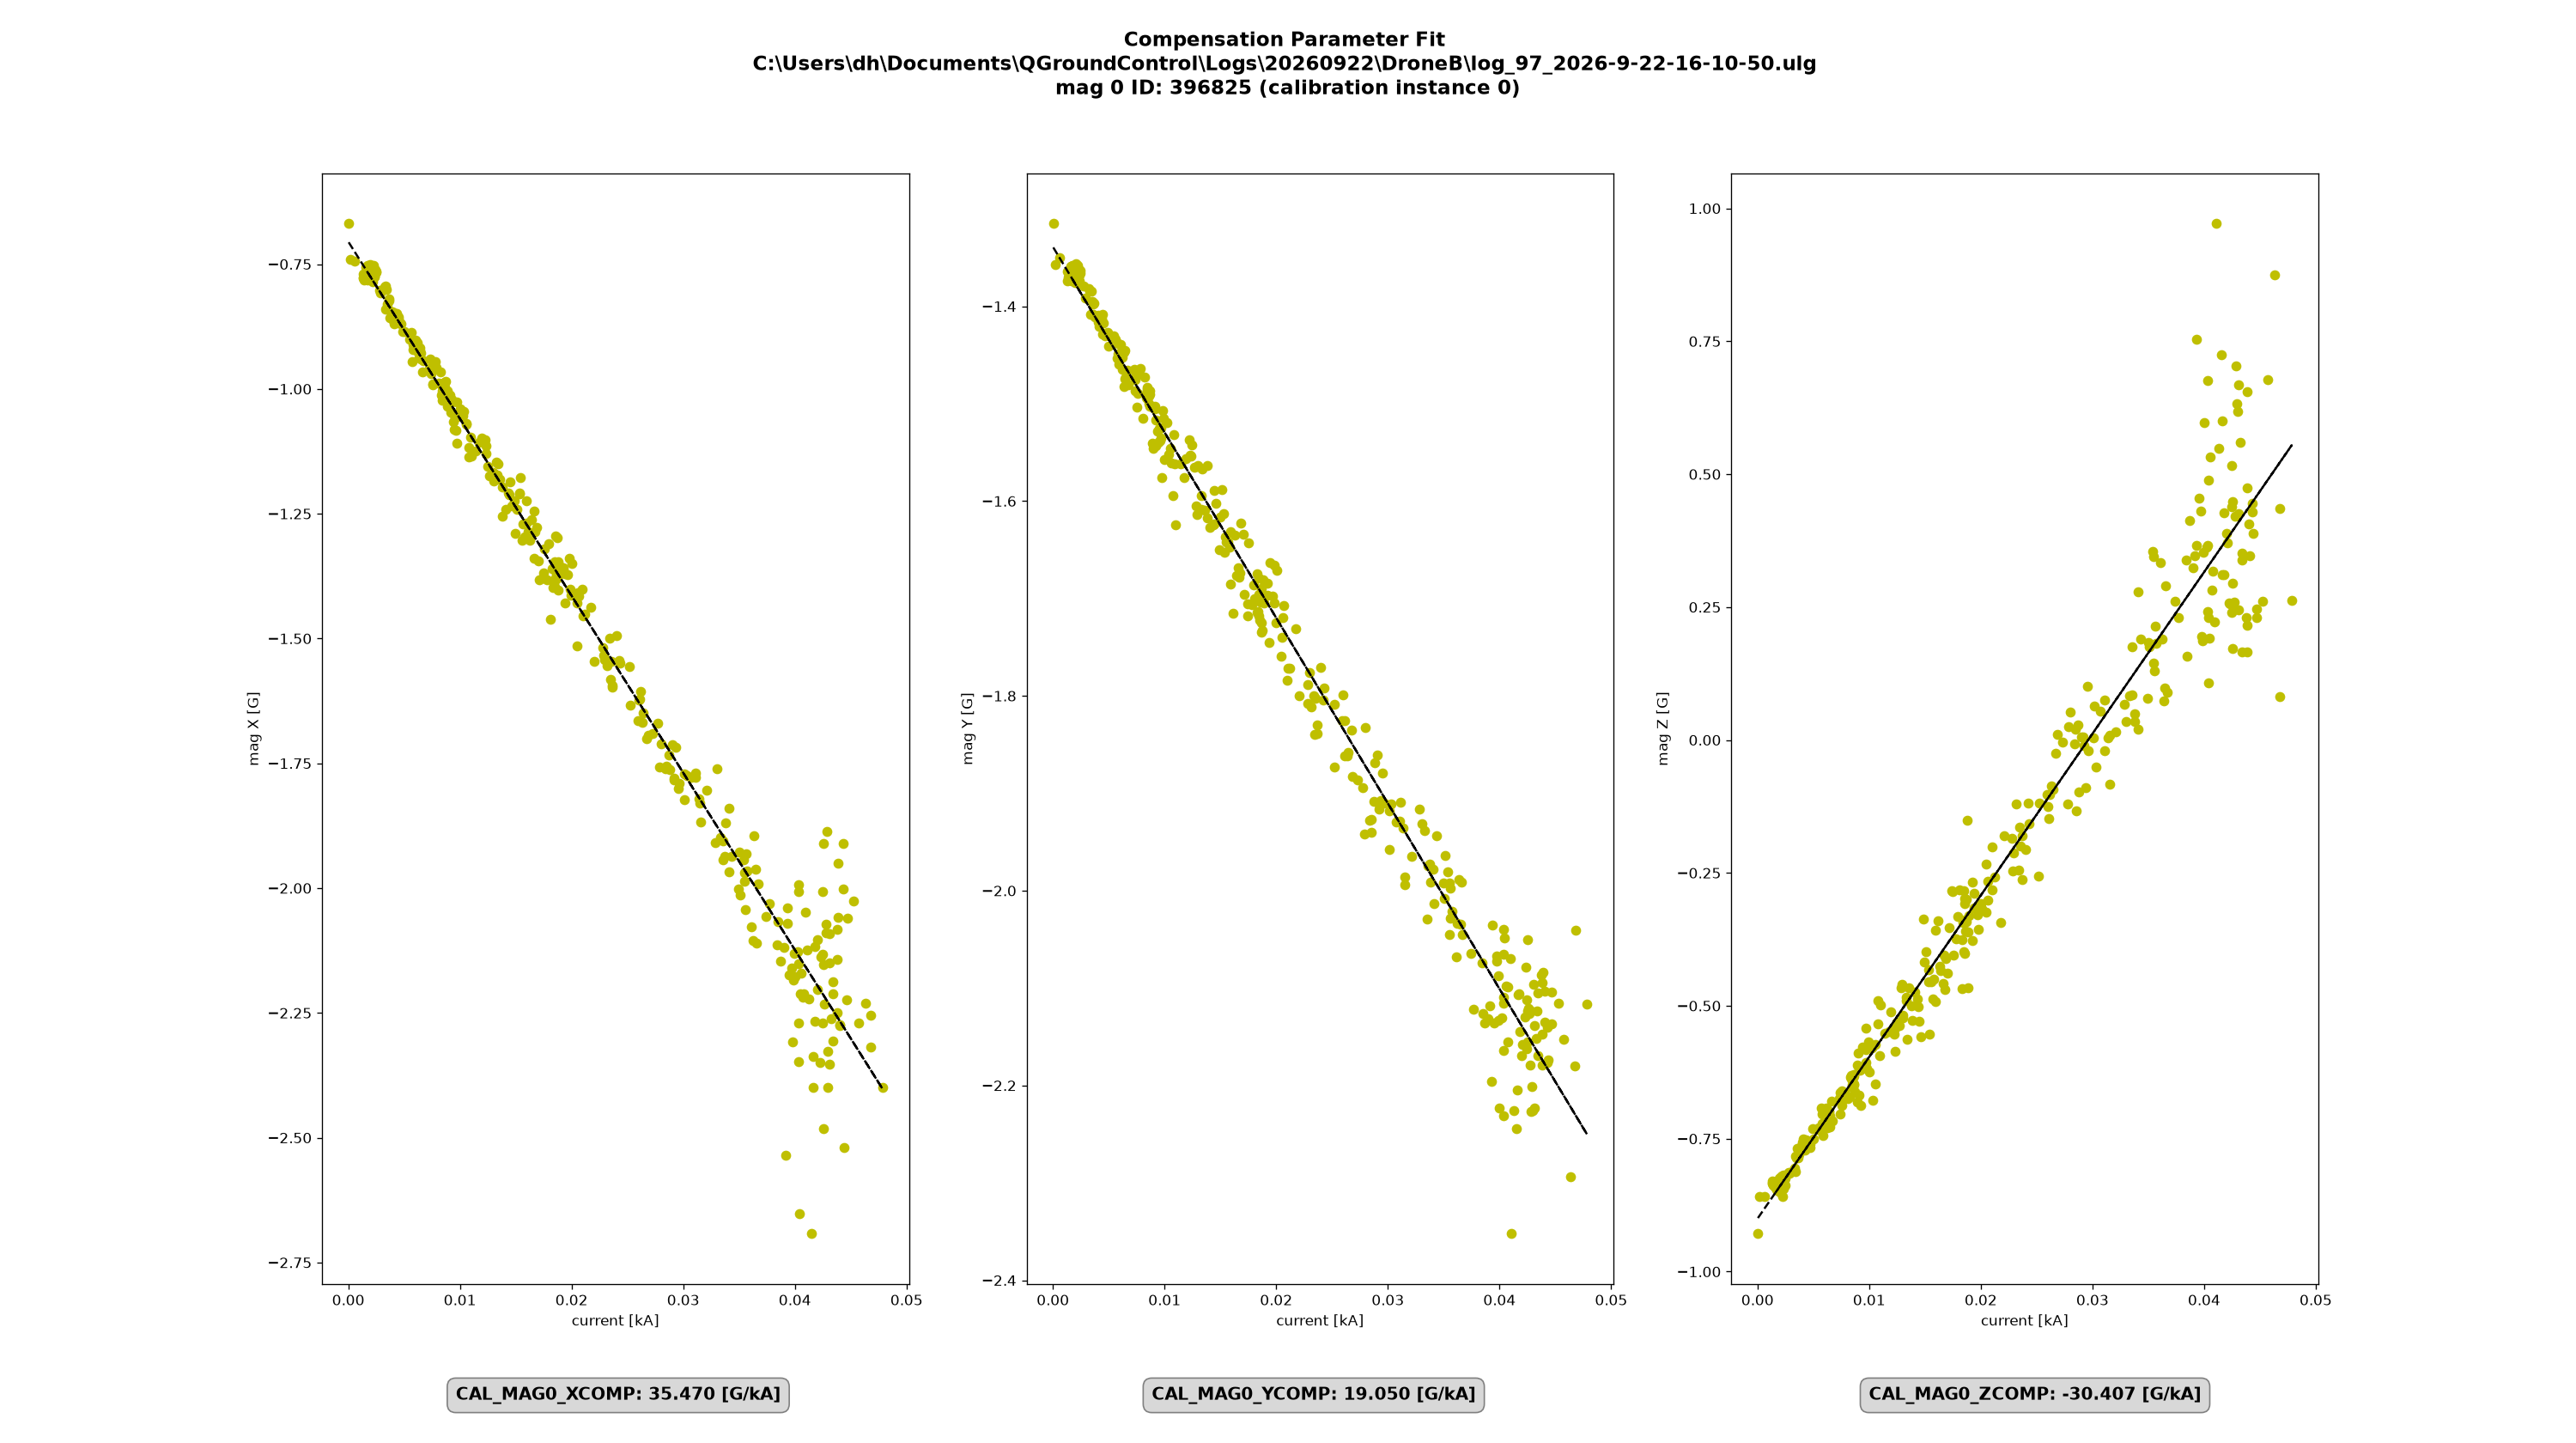 Compensation Parameter Fit
C:\Users\dh\Documents\QGroundControl\Logs\20260922\DroneB\log_97_2026-9-22-16-10-50.ulg
mag 0 ID: 396825 (calibration instance 0)
mag X [G]
−0.75
−1.00
−1.25
−1.50
−1.75
−2.00
−2.25
−2.50
−2.75
0.00 0.01 0.02 0.03 0.04 0.05
current [kA]
CAL_MAG0_XCOMP: 35.470 [G/kA]
mag Y [G]
−1.4
−1.6
−1.8
−2.0
−2.2
−2.4
0.00 0.01 0.02 0.03 0.04 0.05
current [kA]
CAL_MAG0_YCOMP: 19.050 [G/kA]
mag Z [G]
1.00
0.75
0.50
0.25
0.00
−0.25
−0.50
−0.75
−1.00
0.00 0.01 0.02 0.03 0.04 0.05
current [kA]
CAL_MAG0_ZCOMP: -30.407 [G/kA]